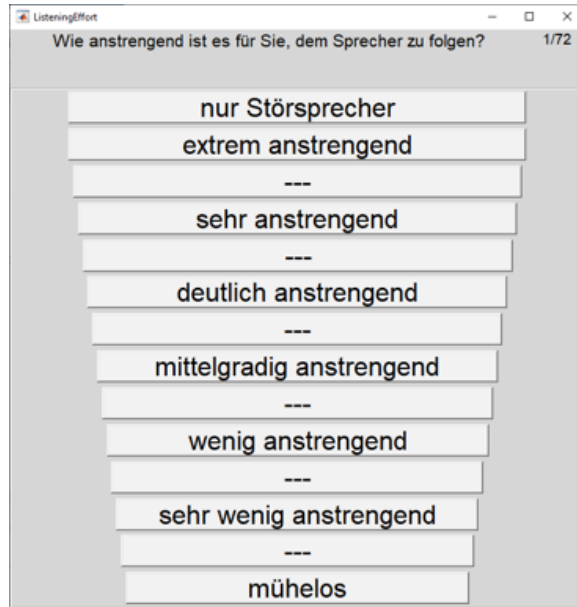 ListeningEffort
Wie anstrengend ist es für Sie, dem Sprecher zu folgen? 1/72
nur Störsprecher
extrem anstrengend
---
sehr anstrengend
---
deutlich anstrengend
---
mittelgradig anstrengend
---
wenig anstrengend
---
sehr wenig anstrengend
---
mühelos